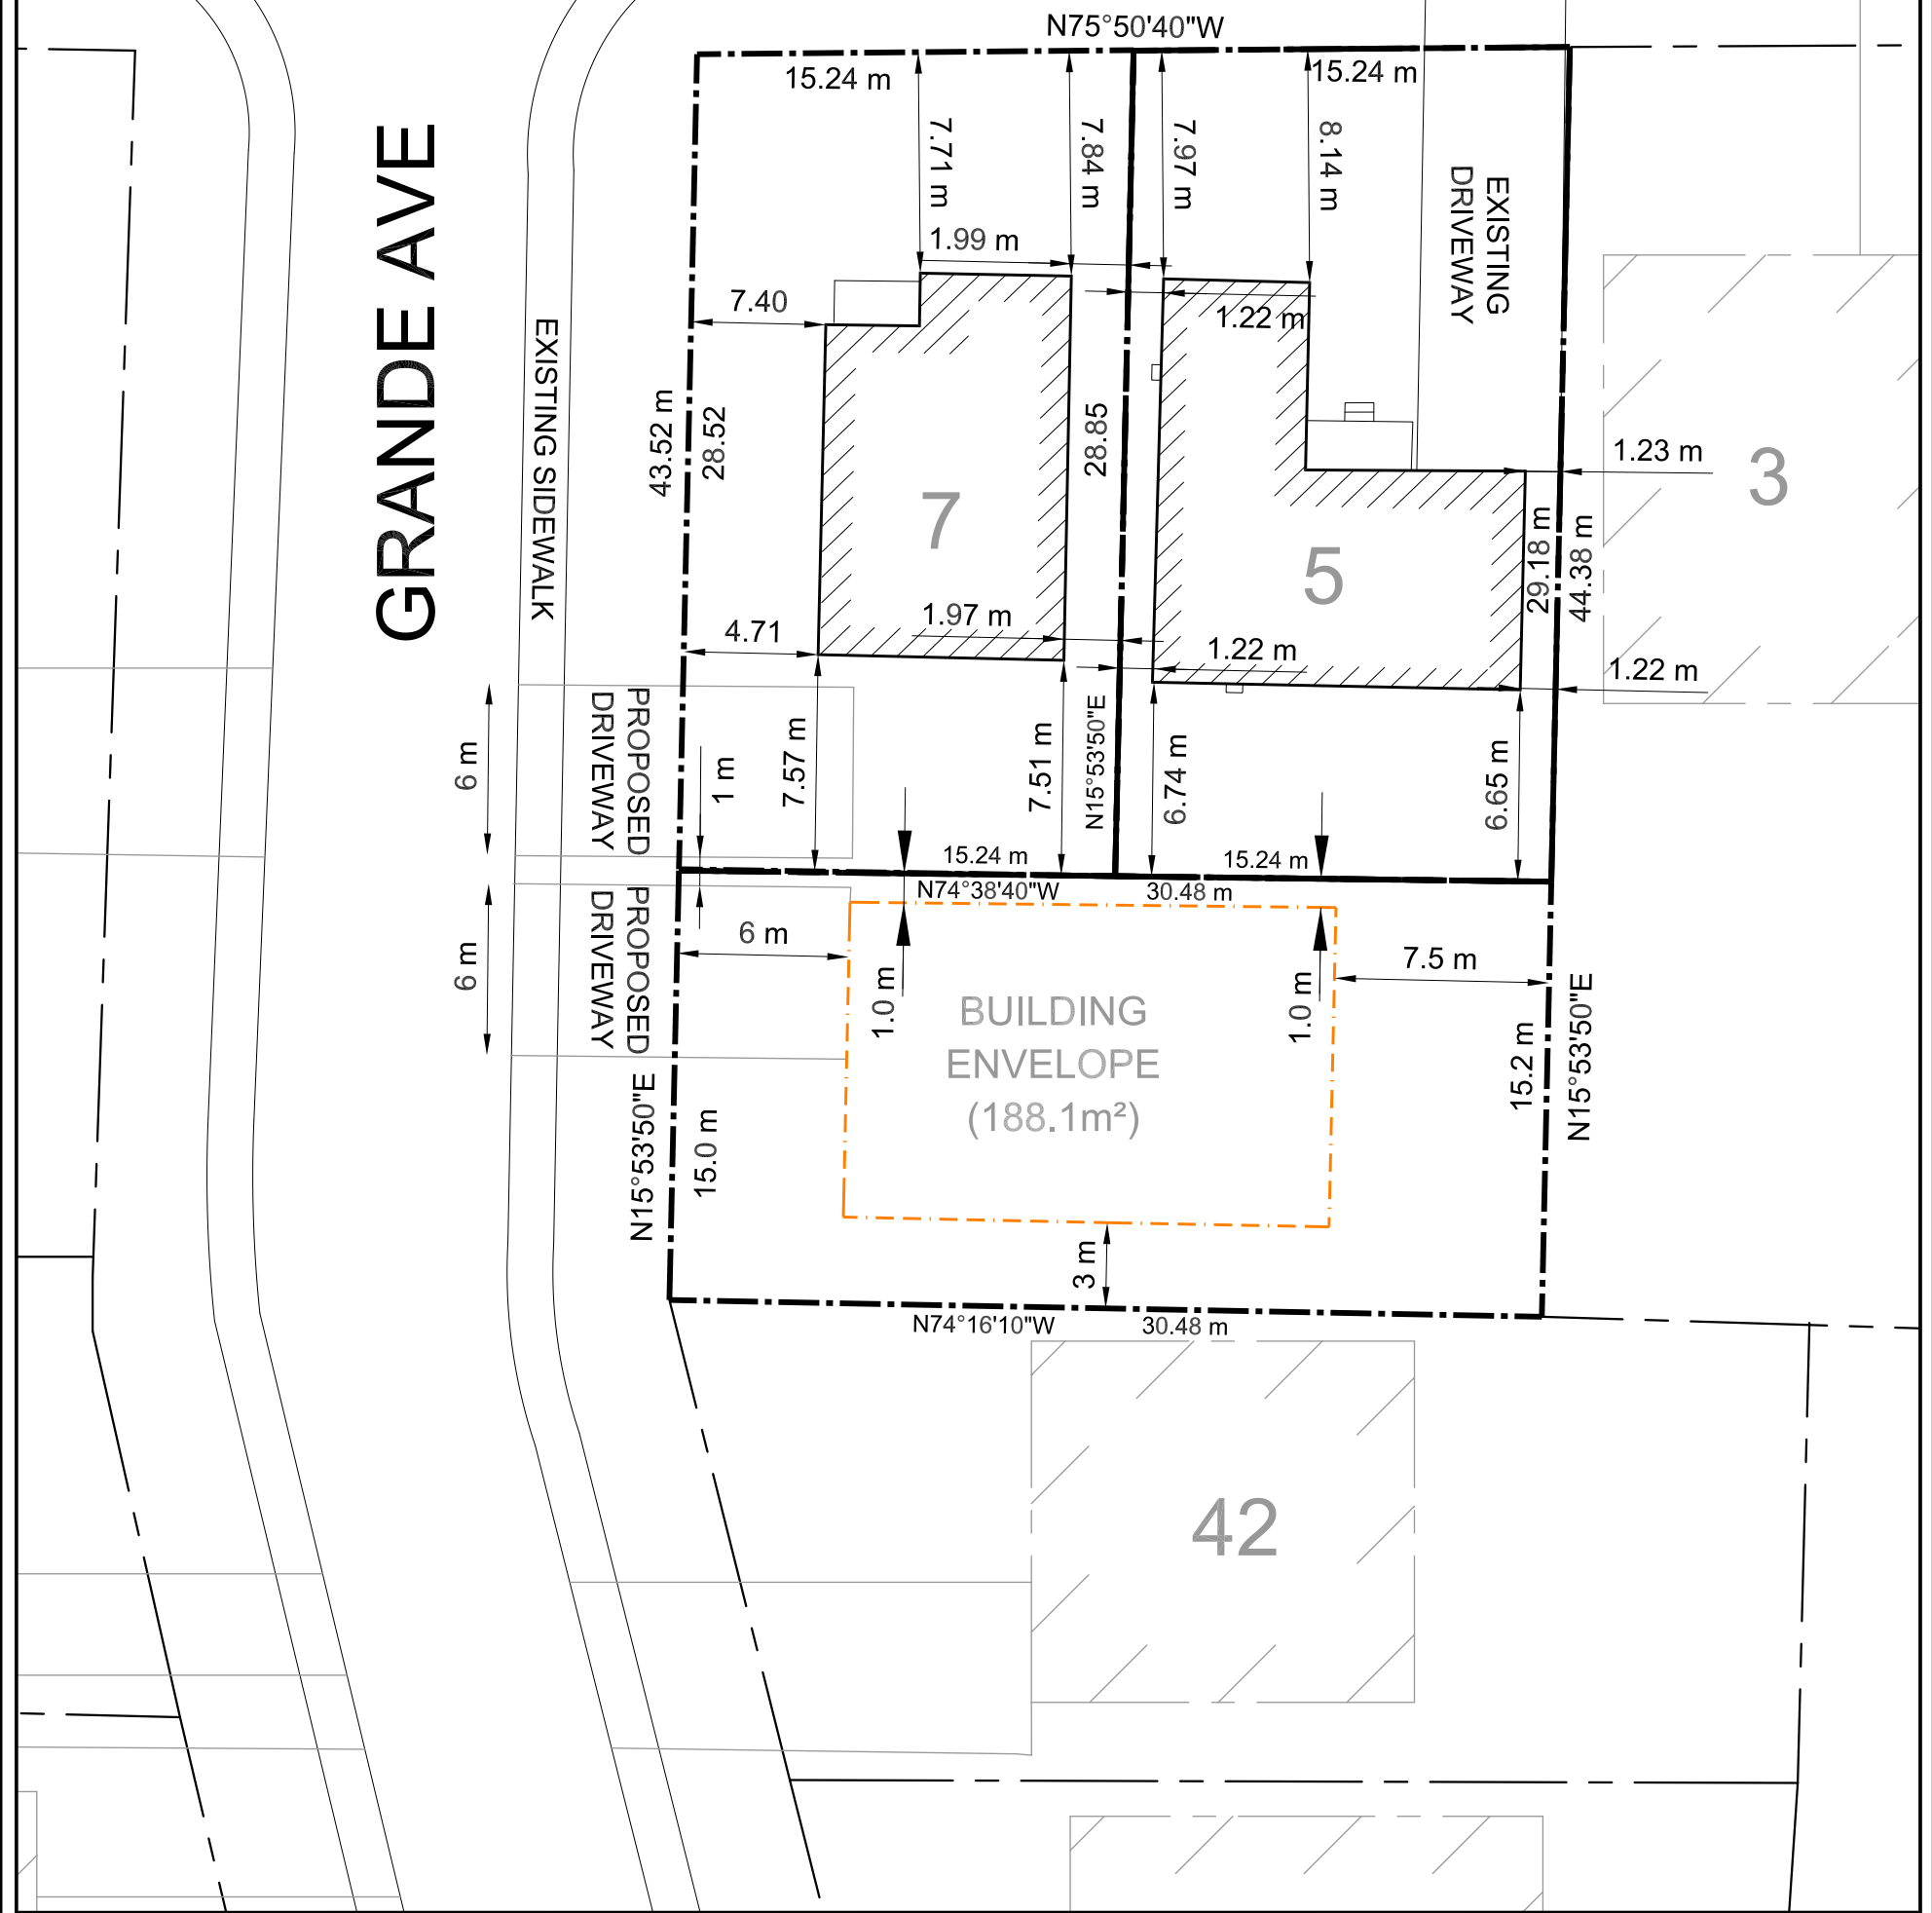 N75°50'40"W
15.24 m
15.24 m
7.71 m
7.84 m
7.97 m
8.14 m
EXISTING
DRIVEWAY
GRANDE AVE
EXISTING SIDEWALK
1.99 m
7.40
1.22 m
43.52 m
28.52
28.85
7
5
3
1.23 m
29.18 m
44.38 m
4.71
1.97 m
1.22 m
1.22 m
PROPOSED
DRIVEWAY
6 m
1 m
7.57 m
7.51 m
N15°53'50"E
6.74 m
6.65 m
15.24 m
15.24 m
N74°38'40"W
30.48 m
PROPOSED
DRIVEWAY
6 m
6 m
1.0 m
1.0 m
7.5 m
BUILDING
ENVELOPE
(188.1m²)
N15°53'50"E
15.0 m
15.2 m
N15°53'50"E
3 m
N74°16'10"W
30.48 m
42